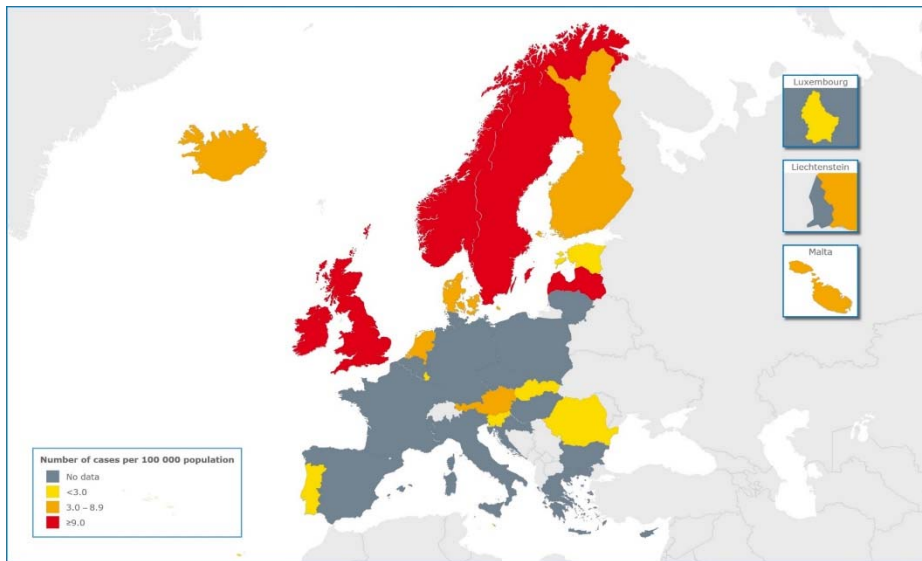 Luxembourg
Liechtenstein
Malta
Number of cases per 100 000 population
No data
<3.0
3.0 – 8.9
≥9.0